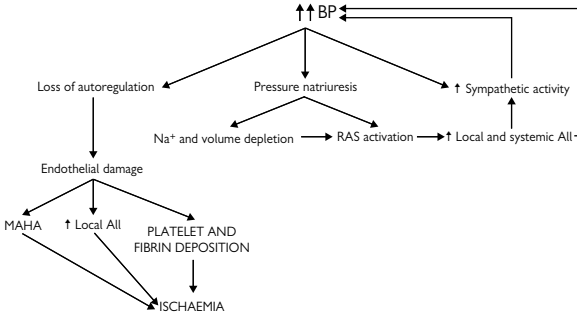 ↑↑ BP
Loss of autoregulation
Pressure natriuresis
↑ Sympathetic activity
Na⁺ and volume depletion
RAS activation
↑ Local and systemic AII
Endothelial damage
MAHA
↑ Local AII
PLATELET AND
FIBRIN DEPOSITION
ISCHAEMIA